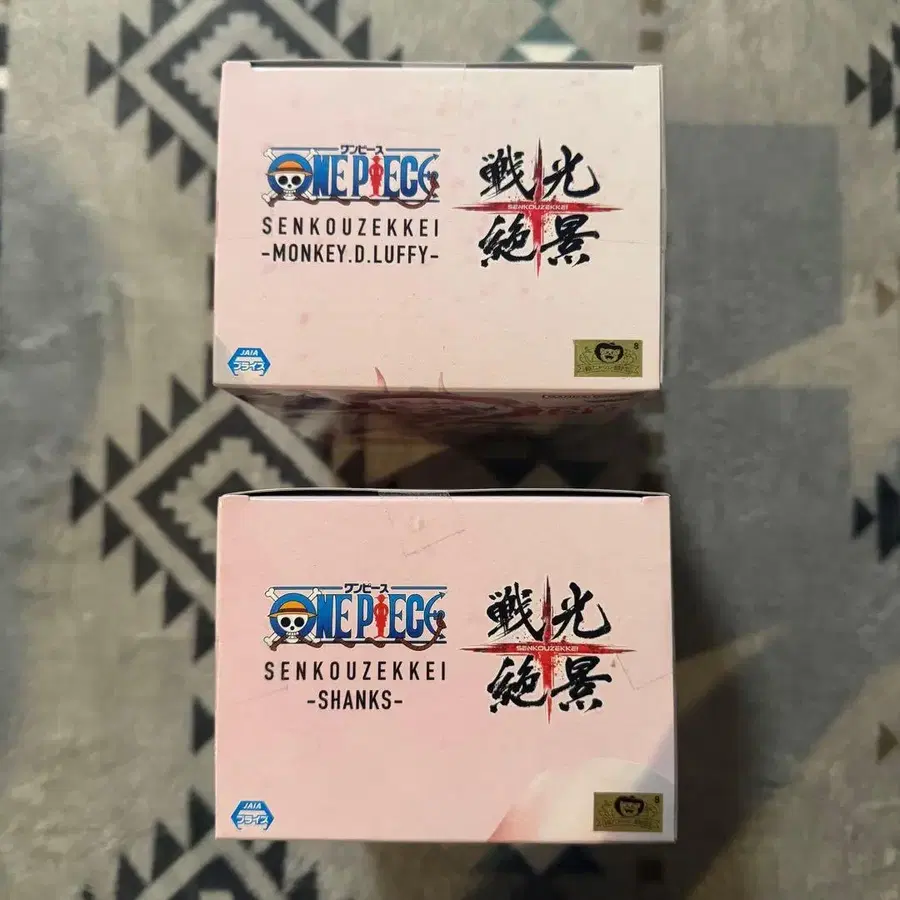 ワンピース
ONE PIECE
SENKOUZEKKEI
-MONKEY.D.LUFFY-
戦光
SENKOUZEKKEI
絶景
JAIA
プライズ
S
ワンピース
ONE PIECE
SENKOUZEKKEI
-SHANKS-
戦光
SENKOUZEKKEI
絶景
JAIA
プライズ
S